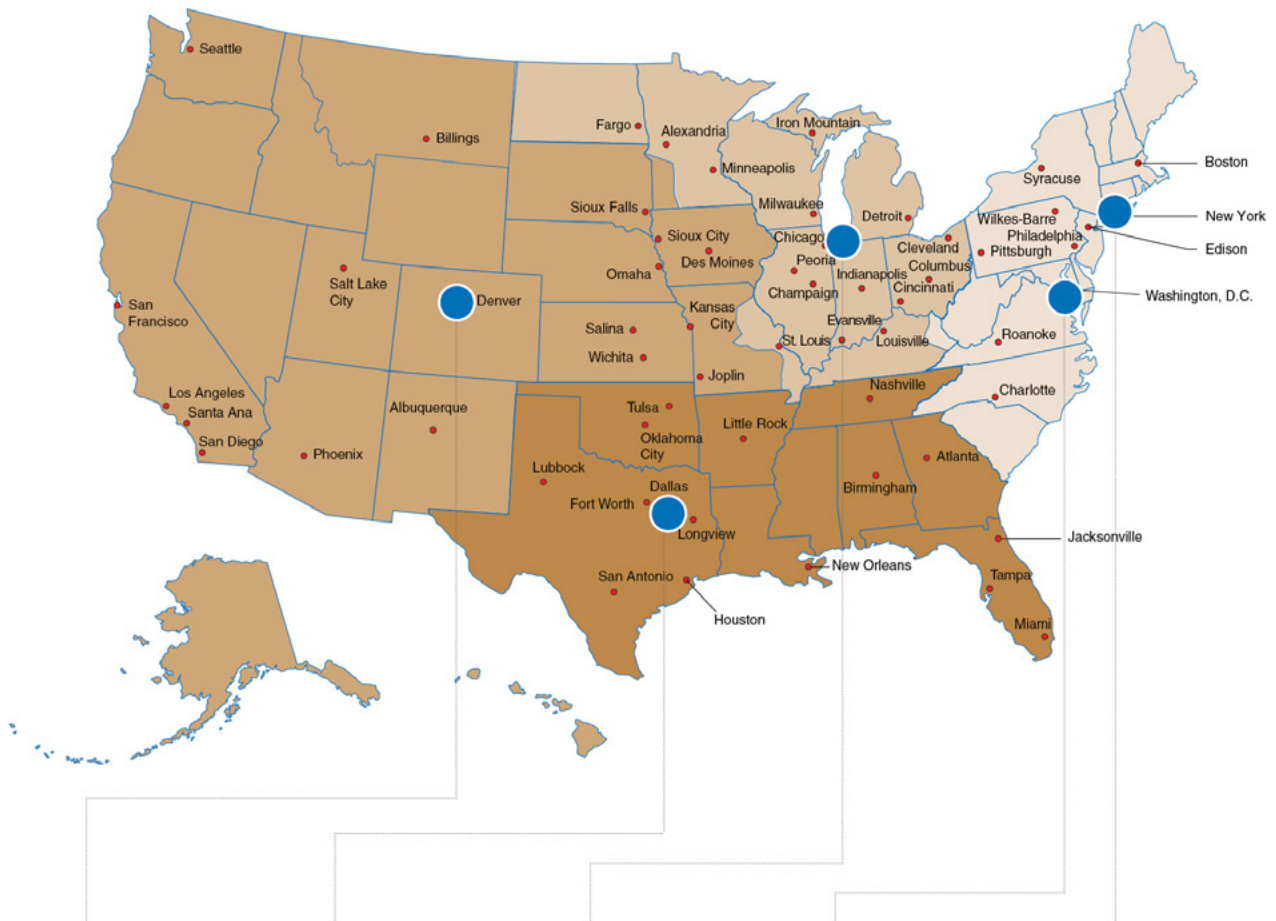 Seattle
Billings
Fargo
Alexandria
Iron Mountain
Minneapolis
Boston
Syracuse
Sioux Falls
Milwaukee
Detroit
Wilkes-Barre
New York
Sioux City
Chicago
Cleveland
Philadelphia
Edison
Des Moines
Peoria
Pittsburgh
Omaha
Indianapolis
Columbus
Salt Lake
City
Champaign
Cincinnati
Washington, D.C.
San
Francisco
Denver
Kansas
City
Salina
Evansville
St. Louis
Louisville
Roanoke
Wichita
Joplin
Nashville
Charlotte
Los Angeles
Santa Ana
San Diego
Albuquerque
Tulsa
Little Rock
Oklahoma
City
Phoenix
Lubbock
Atlanta
Dallas
Birmingham
Fort Worth
Longview
Jacksonville
New Orleans
San Antonio
Tampa
Houston
Miami